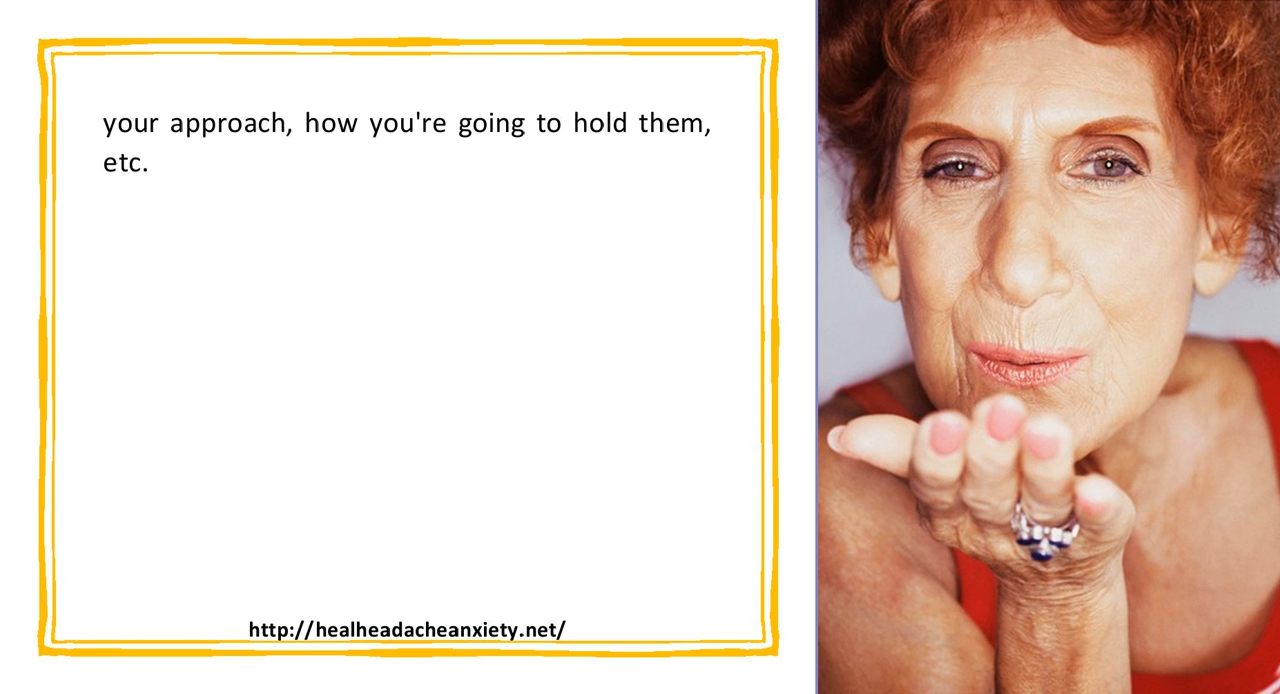 your approach, how you're going to hold them,
etc.
http://healheadacheanxiety.net/